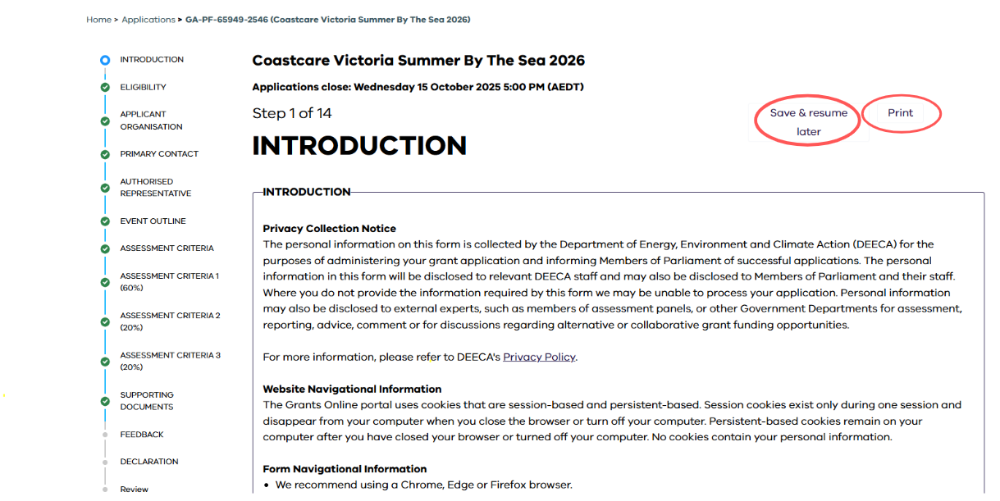 Home > Applications > GA-PF-65949-2546 (Coastcare Victoria Summer By The Sea 2026)
INTRODUCTION
ELIGIBILITY
APPLICANT
ORGANISATION
PRIMARY CONTACT
AUTHORISED
REPRESENTATIVE
EVENT OUTLINE
ASSESSMENT CRITERIA
ASSESSMENT CRITERIA 1
(60%)
ASSESSMENT CRITERIA 2
(20%)
ASSESSMENT CRITERIA 3
(20%)
SUPPORTING
DOCUMENTS
FEEDBACK
DECLARATION
Review
Coastcare Victoria Summer By The Sea 2026
Applications close: Wednesday 15 October 2025 5:00 PM (AEDT)
Step 1 of 14
Save & resume
later
Print
INTRODUCTION
INTRODUCTION
Privacy Collection Notice
The personal information on this form is collected by the Department of Energy, Environment and Climate Action (DEECA) for the
purposes of administering your grant application and informing Members of Parliament of successful applications. The personal
information in this form will be disclosed to relevant DEECA staff and may also be disclosed to Members of Parliament and their staff.
Where you do not provide the information required by this form we may be unable to process your application. Personal information
may also be disclosed to external experts, such as members of assessment panels, or other Government Departments for assessment,
reporting, advice, comment or for discussions regarding alternative or collaborative grant funding opportunities.
For more information, please refer to DEECA's Privacy Policy.
Website Navigational Information
The Grants Online portal uses cookies that are session-based and persistent-based. Session cookies exist only during one session and
disappear from your computer when you close the browser or turn off your computer. Persistent-based cookies remain on your
computer after you have closed your browser or turned off your computer. No cookies contain your personal information.
Form Navigational Information
• We recommend using a Chrome, Edge or Firefox browser.